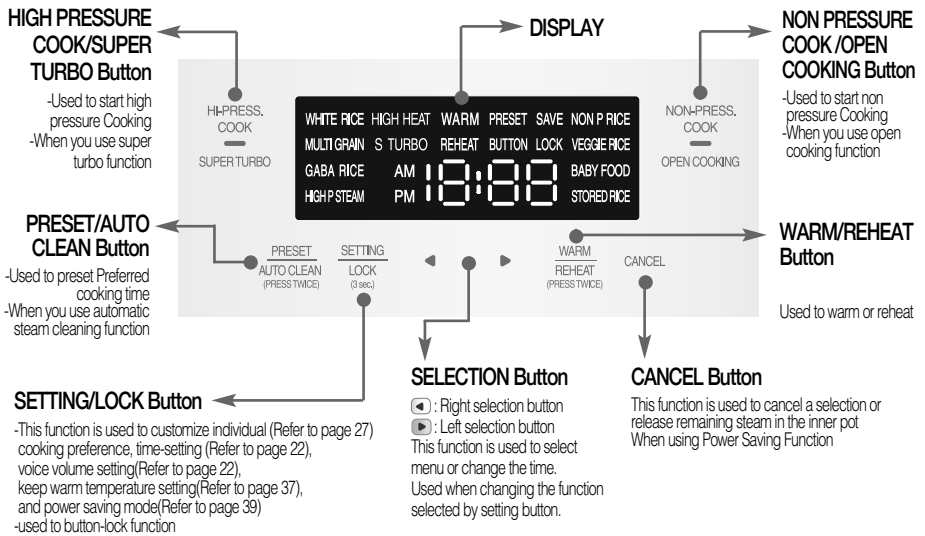 HIGH PRESSURE
COOK/SUPER
TURBO Button
-Used to start high
pressure Cooking
-When you use super
turbo function
DISPLAY
NON PRESSURE
COOK /OPEN
COOKING Button
-Used to start non
pressure Cooking
-When you use open
cooking function
HI-PRESS.
COOK
SUPER TURBO
WHITE RICE HIGH HEAT WARM PRESET SAVE NON P RICE
MULTI GRAIN S TURBO REHEAT BUTTON LOCK VEGGIE RICE
GABA RICE AM 18:88 BABY FOOD
HIGH P STEAM PM STORED RICE
NON-PRESS.
COOK
OPEN COOKING
PRESET/AUTO
CLEAN Button
-Used to preset Preferred
cooking time
-When you use automatic
steam cleaning function
PRESET
AUTO CLEAN
(PRESS TWICE)
SETTING
LOCK
(3 sec.)
WARM
REHEAT
(PRESS TWICE)
CANCEL
WARM/REHEAT
Button
Used to warm or reheat
SETTING/LOCK Button
-This function is used to customize individual (Refer to page 27)
cooking preference, time-setting (Refer to page 22),
voice volume setting(Refer to page 22),
keep warm temperature setting(Refer to page 37),
and power saving mode(Refer to page 39)
-used to button-lock function
SELECTION Button
: Right selection button
: Left selection button
This function is used to select
menu or change the time.
Used when changing the function
selected by setting button.
CANCEL Button
This function is used to cancel a selection or
release remaining steam in the inner pot
When using Power Saving Function